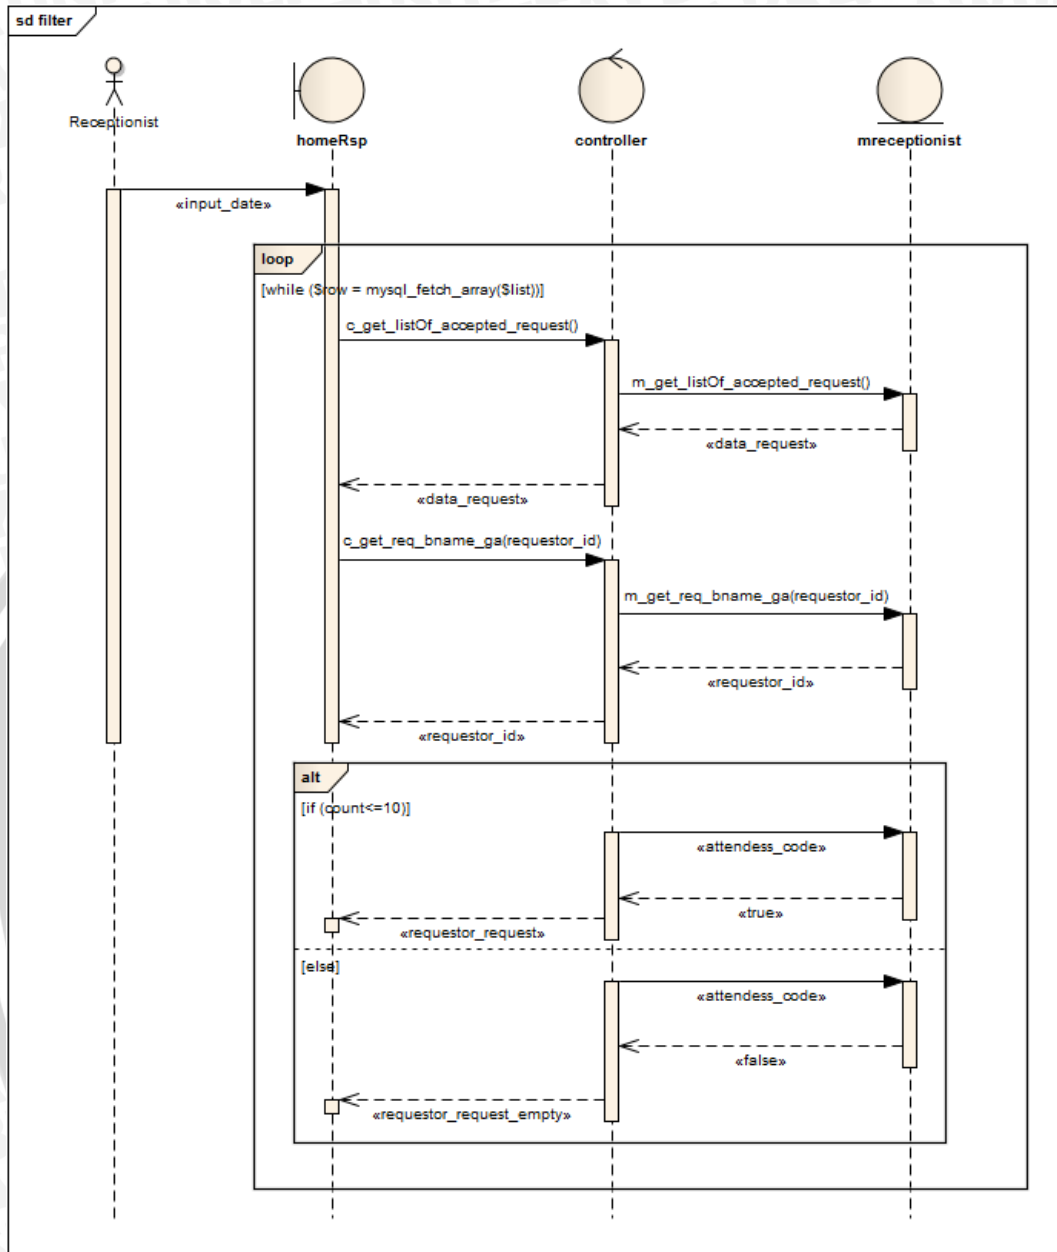 sd filter
Receptionist
homeRsp
controller
mreceptionist
«input_date»
loop
[while ($row = mysql_fetch_array($list))]
c_get_listOf_accepted_request()
m_get_listOf_accepted_request()
«data_request»
«data_request»
c_get_req_bname_ga(requestor_id)
m_get_req_bname_ga(requestor_id)
«requestor_id»
«requestor_id»
alt
[if (count<=10)]
«attendess_code»
«true»
«requestor_request»
[else]
«attendess_code»
«false»
«requestor_request_empty»